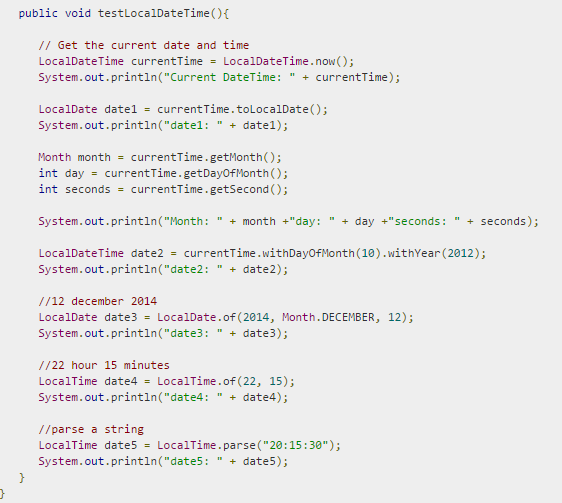 public void testLocalDateTime(){
// Get the current date and time
LocalDateTime currentTime = LocalDateTime.now();
System.out.println("Current DateTime: " + currentTime);
LocalDate date1 = currentTime.toLocalDate();
System.out.println("date1: " + date1);
Month month = currentTime.getMonth();
int day = currentTime.getDayOfMonth();
int seconds = currentTime.getSecond();
System.out.println("Month: " + month +"day: " + day +"seconds: " + seconds);
LocalDateTime date2 = currentTime.withDayOfMonth(10).withYear(2012);
System.out.println("date2: " + date2);
//12 december 2014
LocalDate date3 = LocalDate.of(2014, Month.DECEMBER, 12);
System.out.println("date3: " + date3);
//22 hour 15 minutes
LocalTime date4 = LocalTime.of(22, 15);
System.out.println("date4: " + date4);
//parse a string
LocalTime date5 = LocalTime.parse("20:15:30");
System.out.println("date5: " + date5);
}
}